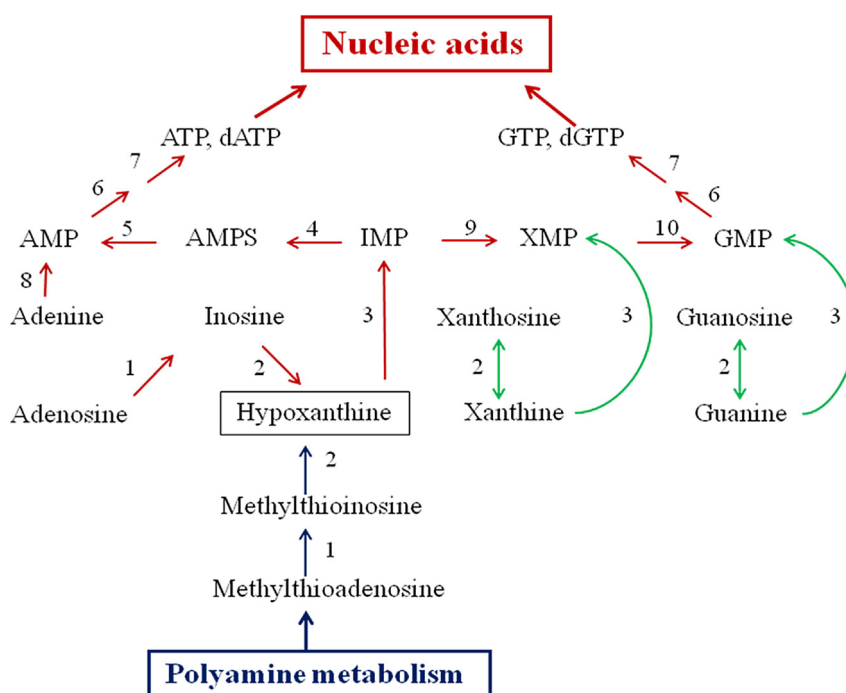 Nucleic acids
ATP, dATP
GTP, dGTP
7
7
6
6
AMP
5
AMPS
4
IMP
9
XMP
10
GMP
8
Adenine
Inosine
3
Xanthosine
3
Guanosine
3
1
2
2
2
Adenosine
Hypoxanthine
Xanthine
Guanine
2
Methylthioinosine
1
Methylthioadenosine
Polyamine metabolism